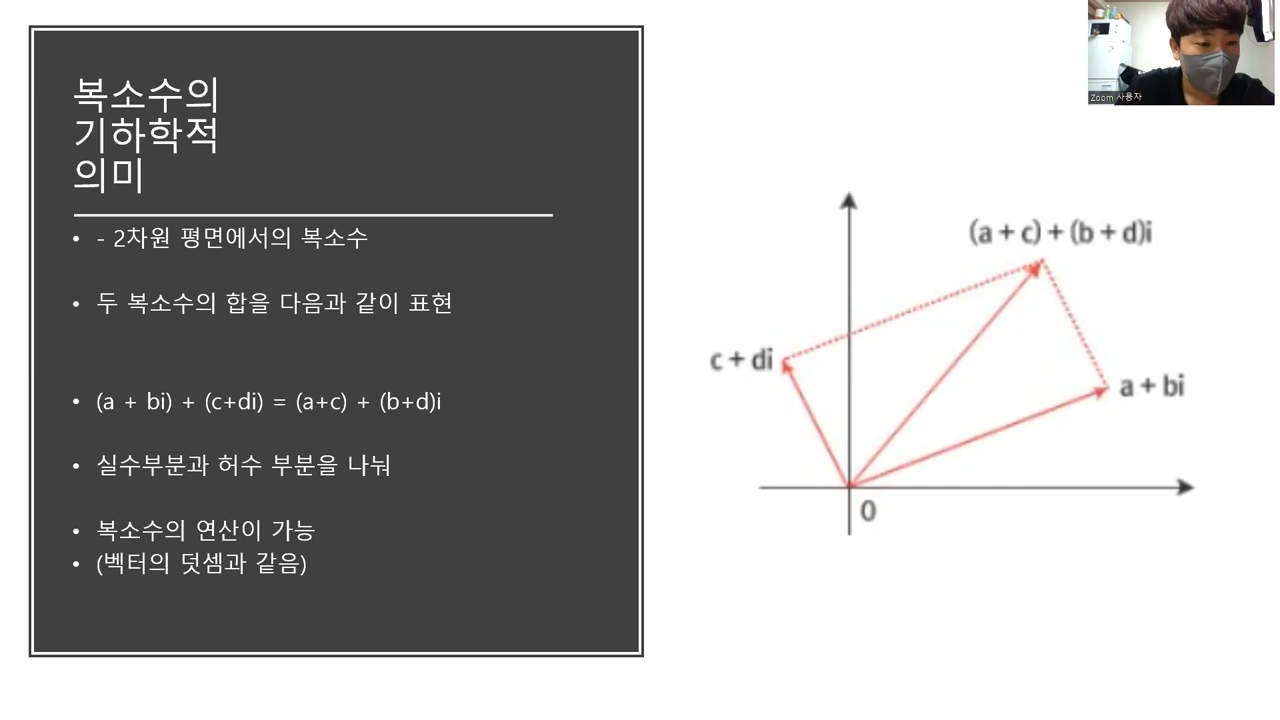 복소수의
기하학적
의미
• - 2차원 평면에서의 복소수
• 두 복소수의 합을 다음과 같이 표현
• (a + bi) + (c+di) = (a+c) + (b+d)i
• 실수부분과 허수 부분을 나눠
• 복소수의 연산이 가능
• (벡터의 덧셈과 같음)
(a + c) + (b + d)i
c + di
a + bi
0
Zoom 사용자